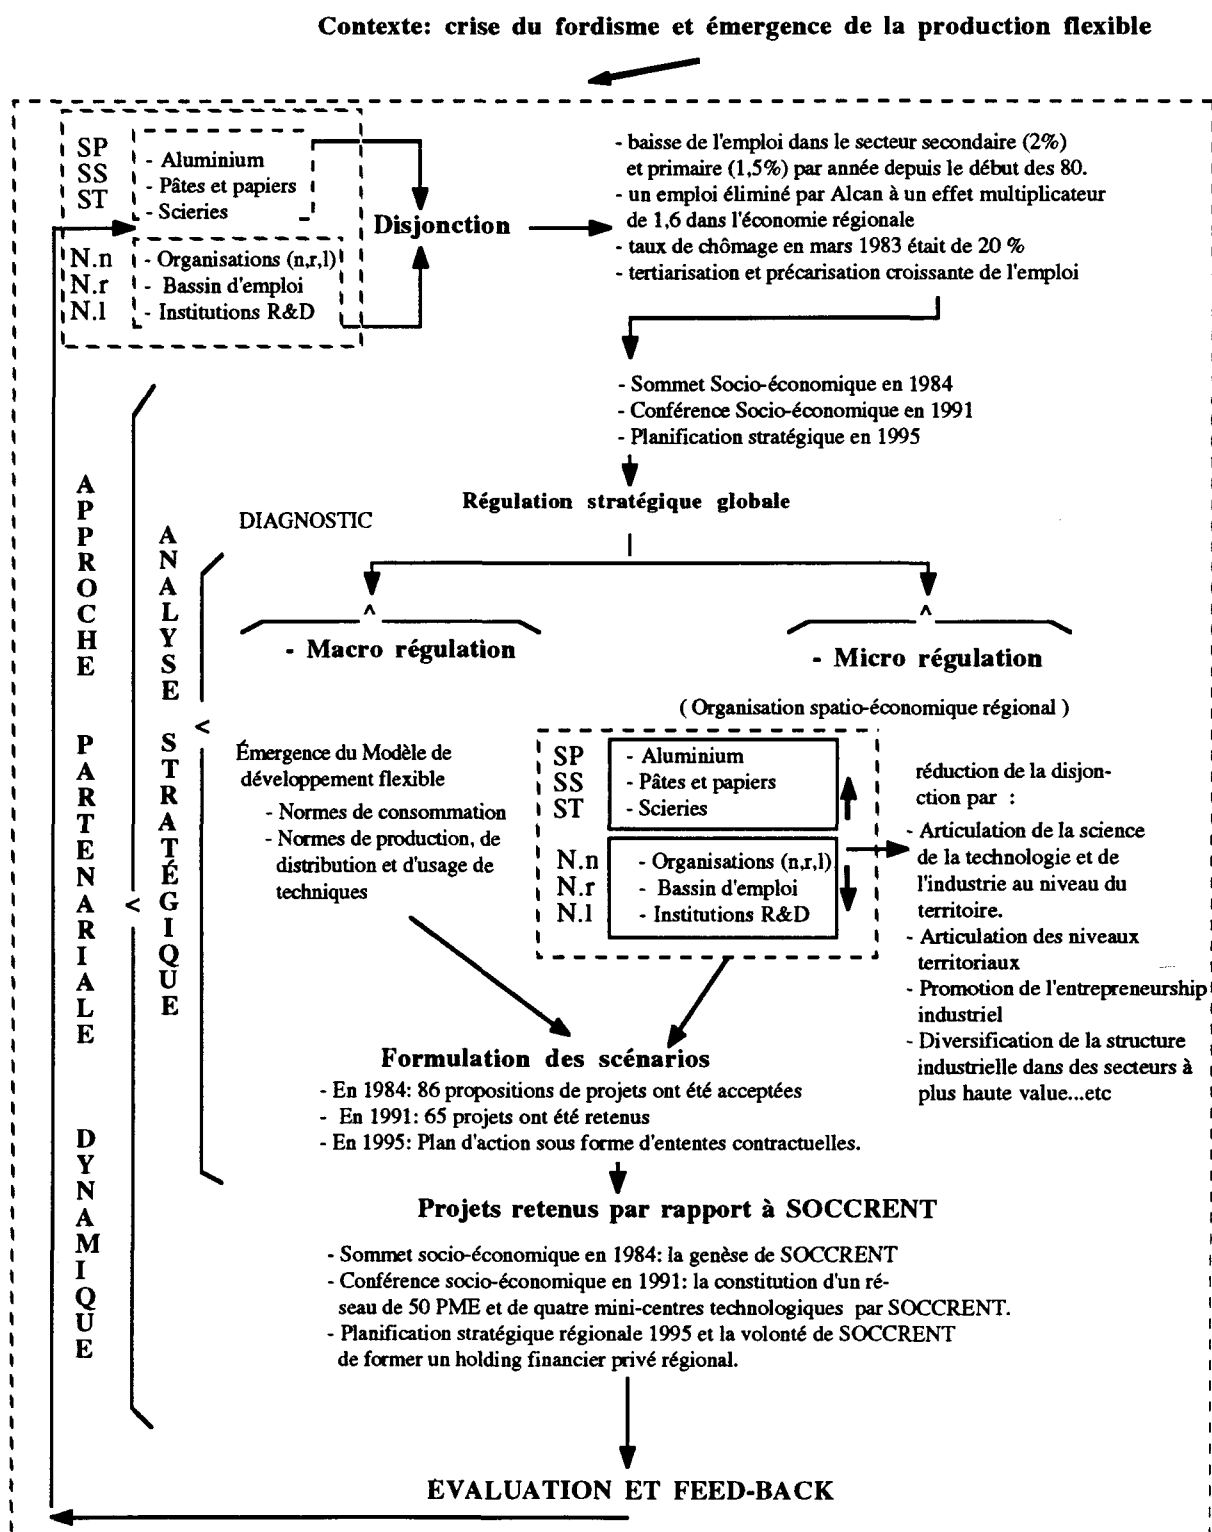 Contexte: crise du fordisme et émergence de la production flexible
SP
SS
ST
- Aluminium
- Pâtes et papiers
- Scieries
N.n
N.r
N.l
- Organisations (n,r,l)
- Bassin d'emploi
- Institutions R&D
Disjonction
- baisse de l'emploi dans le secteur secondaire (2%)
et primaire (1,5%) par année depuis le début des 80.
- un emploi éliminé par Alcan à un effet multiplicateur
de 1,6 dans l'économie régionale
- taux de chômage en mars 1983 était de 20 %
- tertiarisation et précarisation croissante de l'emploi
- Sommet Socio-économique en 1984
- Conférence Socio-économique en 1991
- Planification stratégique en 1995
Régulation stratégique globale
DIAGNOSTIC
APPROCHE PARTENARIALE DYNAMIQUE
ANALYSE STRATÉGIQUE
- Macro régulation
- Micro régulation
( Organisation spatio-économique régional )
Émergence du Modèle de
développement flexible
- Normes de consommation
- Normes de production, de
distribution et d'usage de
techniques
SP
SS
ST
- Aluminium
- Pâtes et papiers
- Scieries
N.n
N.r
N.l
- Organisations (n,r,l)
- Bassin d'emploi
- Institutions R&D
réduction de la disjon-
ction par :
- Articulation de la science
de la technologie et de
l'industrie au niveau du
territoire.
- Articulation des niveaux
territoriaux
- Promotion de l'entrepreneurship
industriel
- Diversification de la structure
industrielle dans des secteurs à
plus haute value...etc
Formulation des scénarios
- En 1984: 86 propositions de projets ont été acceptées
- En 1991: 65 projets ont été retenus
- En 1995: Plan d'action sous forme d'ententes contractuelles.
Projets retenus par rapport à SOCCRENT
- Sommet socio-économique en 1984: la genèse de SOCCRENT
- Conférence socio-économique en 1991: la constitution d'un ré-
seau de 50 PME et de quatre mini-centres technologiques par SOCCRENT.
- Planification stratégique régionale 1995 et la volonté de SOCCRENT
de former un holding financier privé régional.
ÉVALUATION ET FEED-BACK